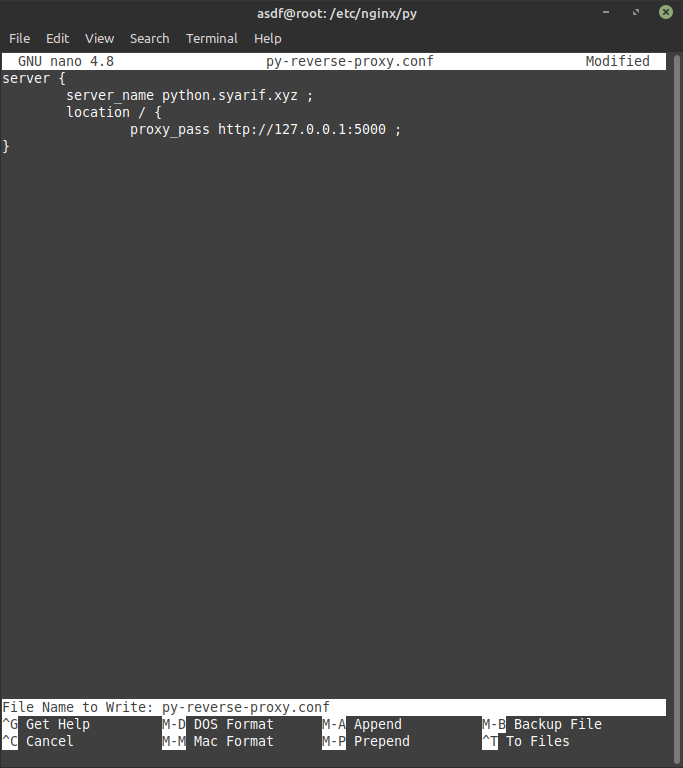 asdf@root: /etc/nginx/py
File Edit View Search Terminal Help
GNU nano 4.8 py-reverse-proxy.conf Modified
server {
        server_name python.syarif.xyz ;
        location / {
                proxy_pass http://127.0.0.1:5000 ;
}
File Name to Write: py-reverse-proxy.conf
^G Get Help M-D DOS Format M-A Append M-B Backup File
^C Cancel M-M Mac Format M-P Prepend ^T To Files